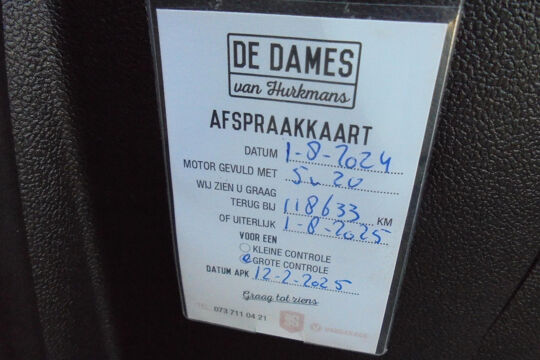 DE DAMES
van Hurkmans
AFSPRAAKKAART
DATUM 1-8-2024
MOTOR GEVULD MET 5w20
WIJ ZIEN U GRAAG
TERUG BIJ 118633 KM
OF UITERLIJK 1-8-2025
VOOR EEN
KLEINE CONTROLE
GROTE CONTROLE
DATUM APK 12-2-2025
Graag tot ziens
TEL. 073 711 04 21
VAKGARAGE